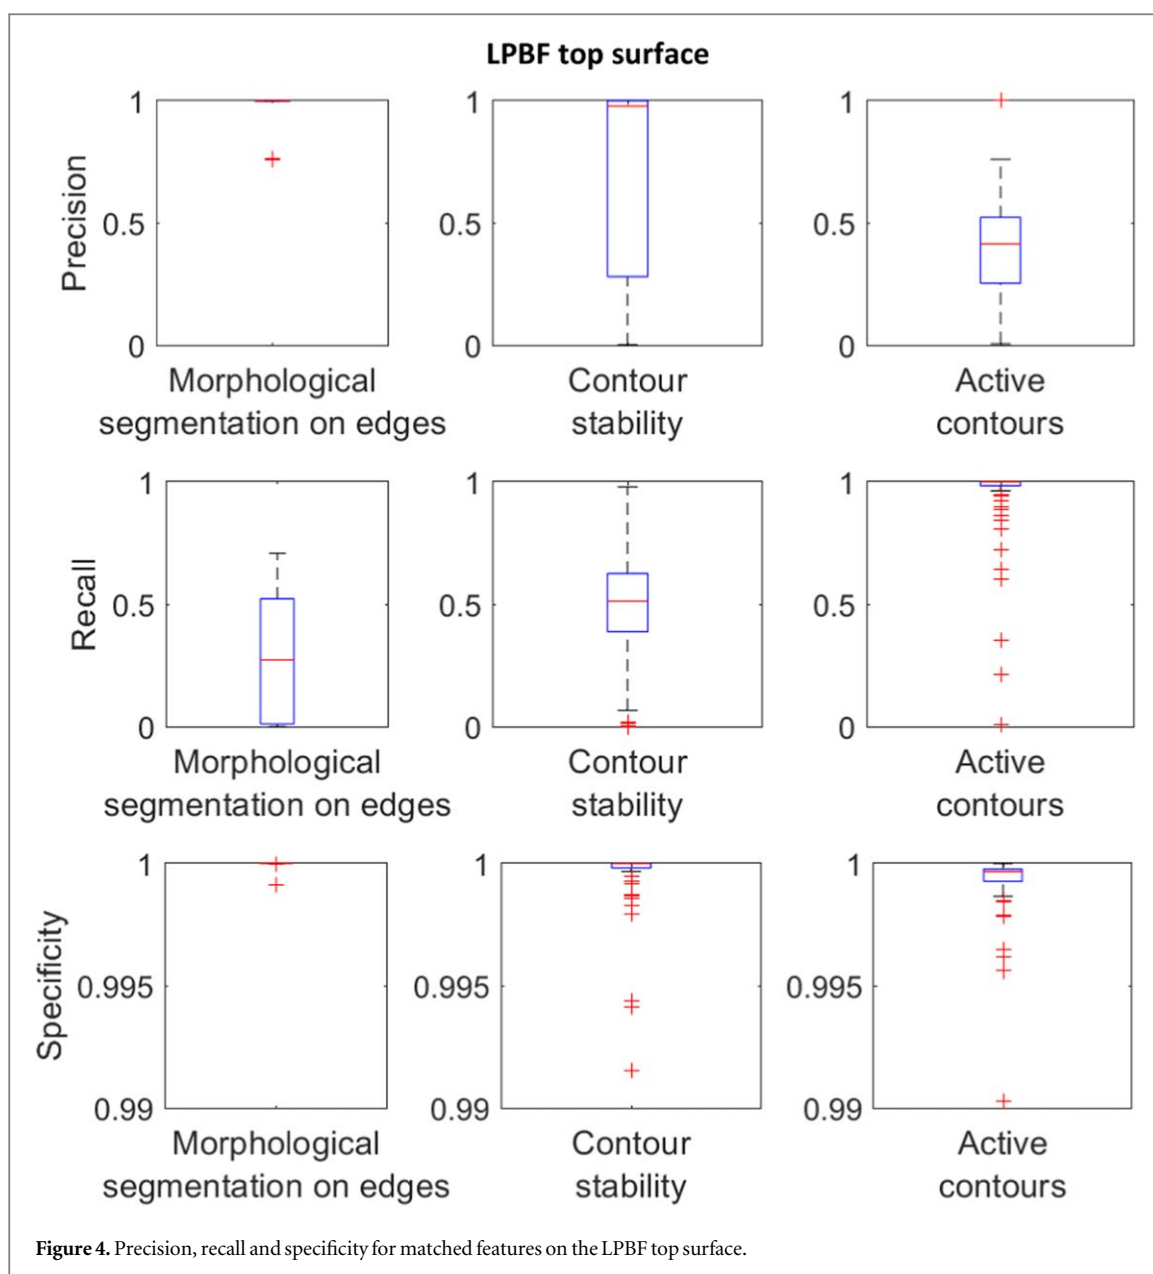 LPBF top surface
Precision
1
0.5
0
Morphological
segmentation on edges
1
0.5
0
Contour
stability
1
0.5
0
Active
contours
Recall
1
0.5
0
Morphological
segmentation on edges
1
0.5
0
Contour
stability
1
0.5
0
Active
contours
Specificity
1
0.995
0.99
Morphological
segmentation on edges
1
0.995
0.99
Contour
stability
1
0.995
0.99
Active
contours
Figure 4. Precision, recall and specificity for matched features on the LPBF top surface.